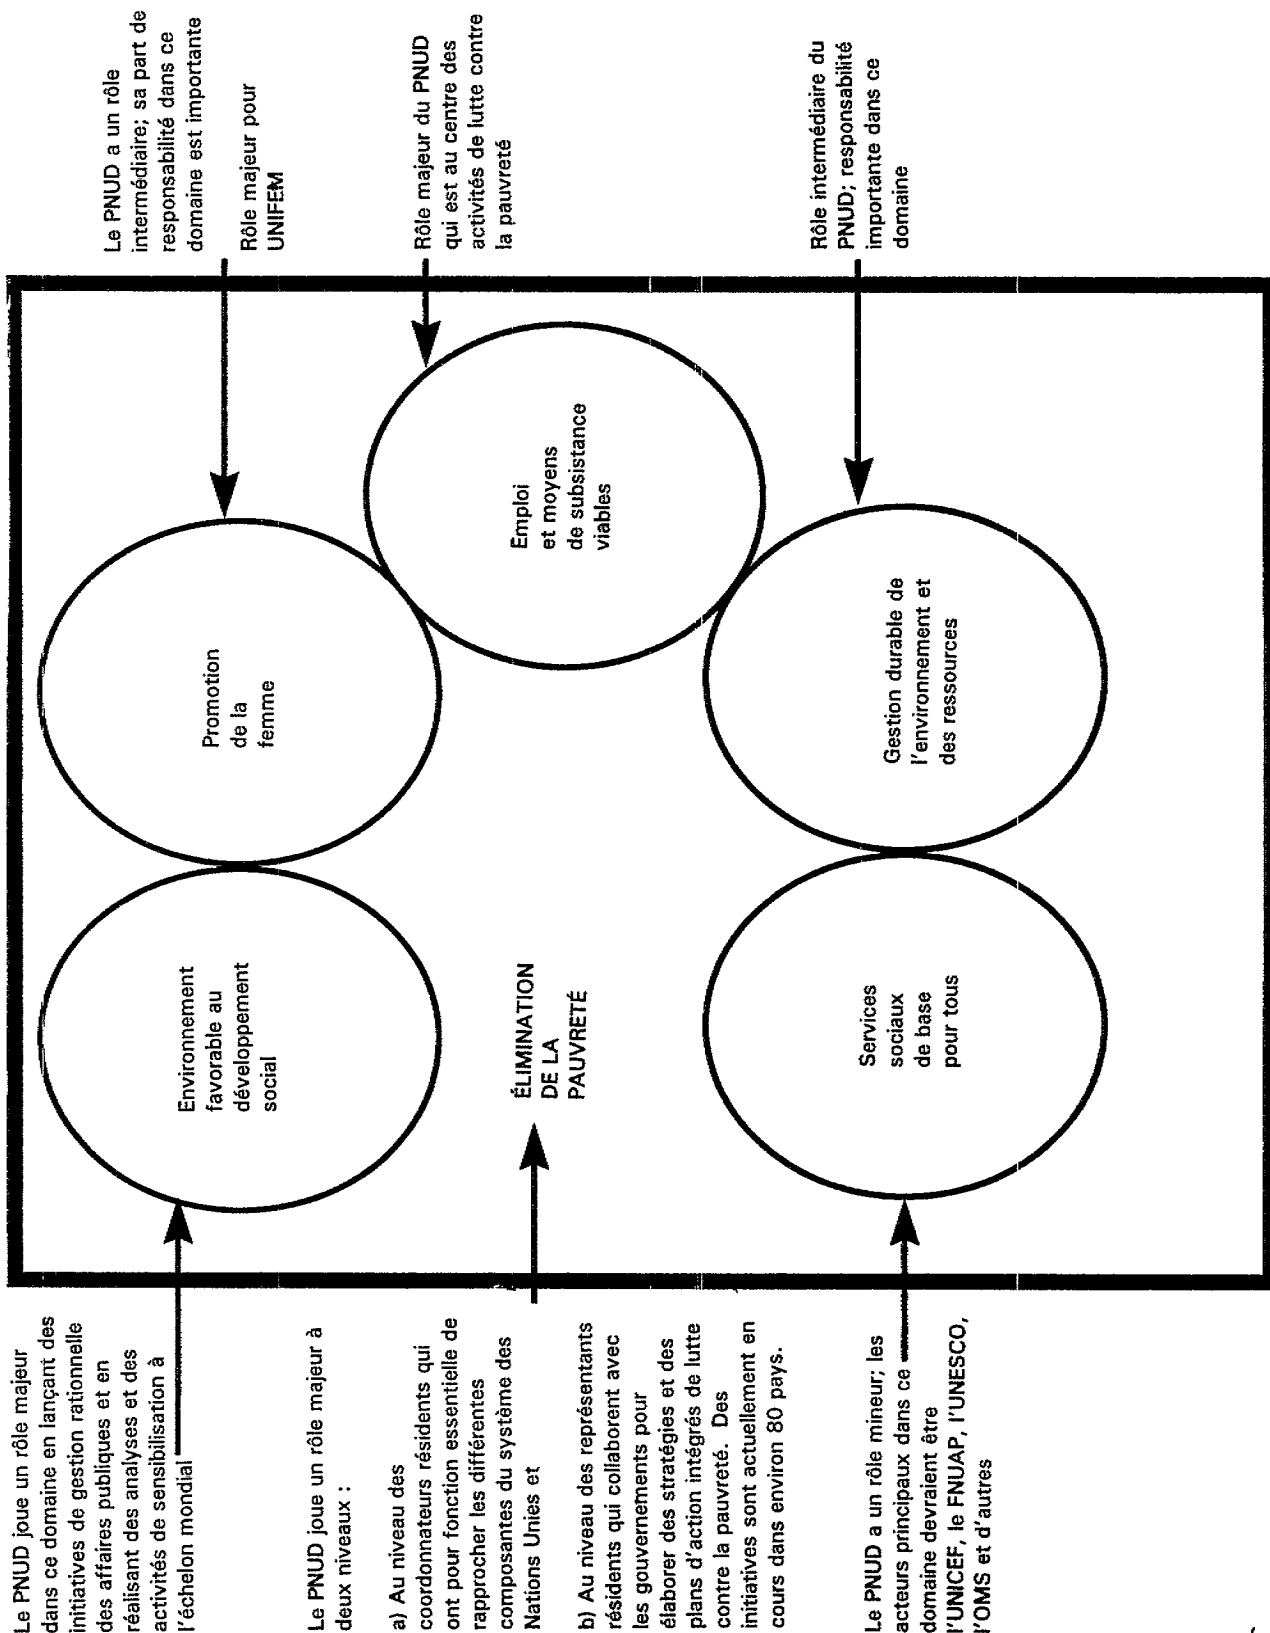 Le PNUD joue un rôle majeur
dans ce domaine en lançant des
initiatives de gestion rationnelle
des affaires publiques et en
réalisant des analyses et des
activités de sensibilisation à
l'échelon mondial
Le PNUD joue un rôle majeur à
deux niveaux :
a) Au niveau des
coordonnateurs résidents qui
ont pour fonction essentielle de
rapprocher les différentes
composantes du système des
Nations Unies et
b) Au niveau des représentants
résidents qui collaborent avec
les gouvernements pour
élaborer des stratégies et des
plans d'action intégrés de lutte
contre la pauvreté. Des
initiatives sont actuellement en
cours dans environ 80 pays.
Le PNUD a un rôle mineur; les
acteurs principaux dans ce
domaine devraient être
l'UNICEF, le FNUAP, l'UNESCO,
l'OMS et d'autres
Environnement
favorable au
développement
social
ÉLIMINATION
DE LA
PAUVRETÉ
Services
sociaux
de base
pour tous
Promotion
de la
femme
Emploi
et moyens
de subsistance
viables
Gestion durable de
l'environnement et
des ressources
Le PNUD a un rôle
intermédiaire; sa part de
responsabilité dans ce
domaine est importante
Rôle majeur pour
UNIFEM
Rôle majeur du PNUD
qui est au centre des
activités de lutte contre
la pauvreté
Rôle intermédiaire du
PNUD; responsabilité
importante dans ce
domaine